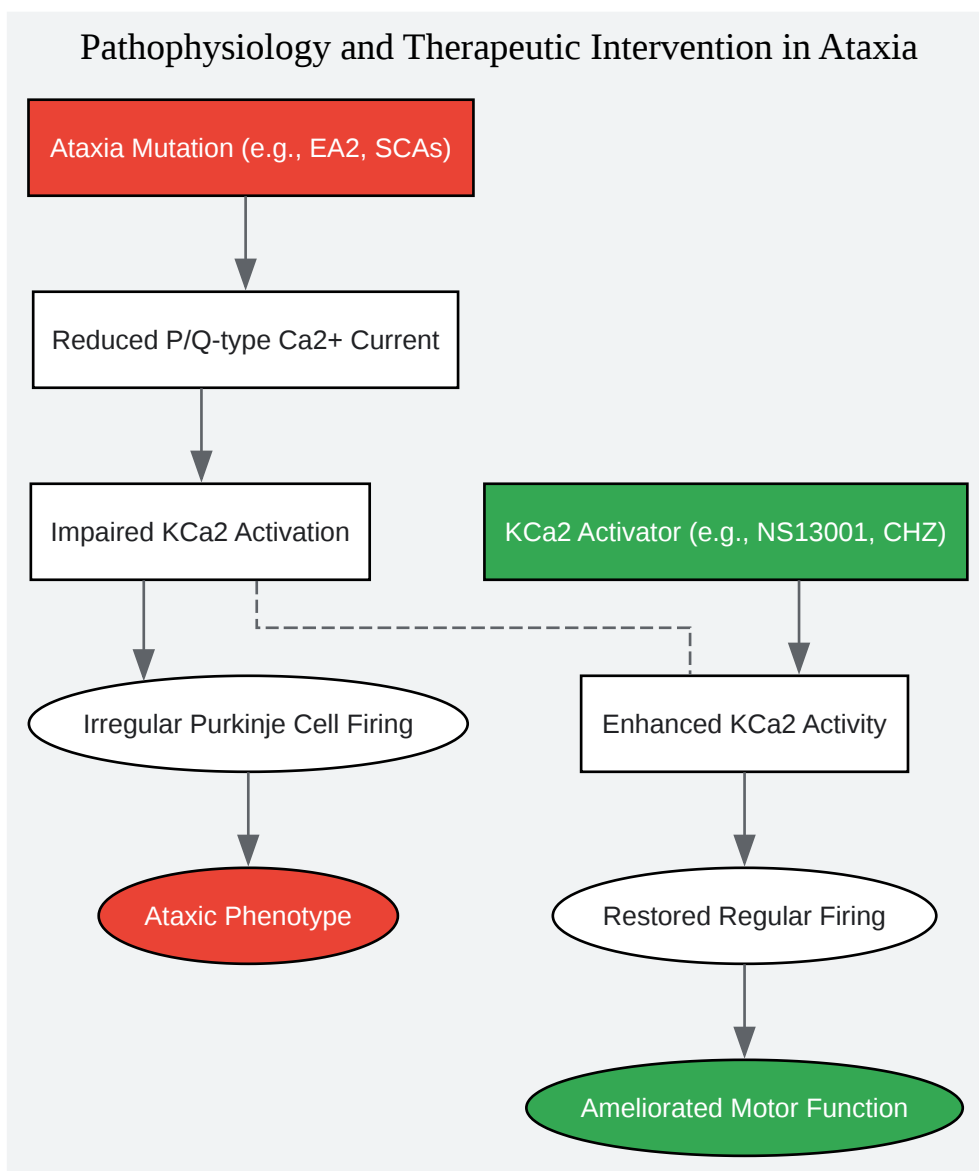 Pathophysiology and Therapeutic Intervention in Ataxia
Ataxia Mutation (e.g., EA2, SCAs)
Reduced P/Q-type Ca2+ Current
Impaired KCa2 Activation
KCa2 Activator (e.g., NS13001, CHZ)
Irregular Purkinje Cell Firing
Enhanced KCa2 Activity
Ataxic Phenotype
Restored Regular Firing
Ameliorated Motor Function